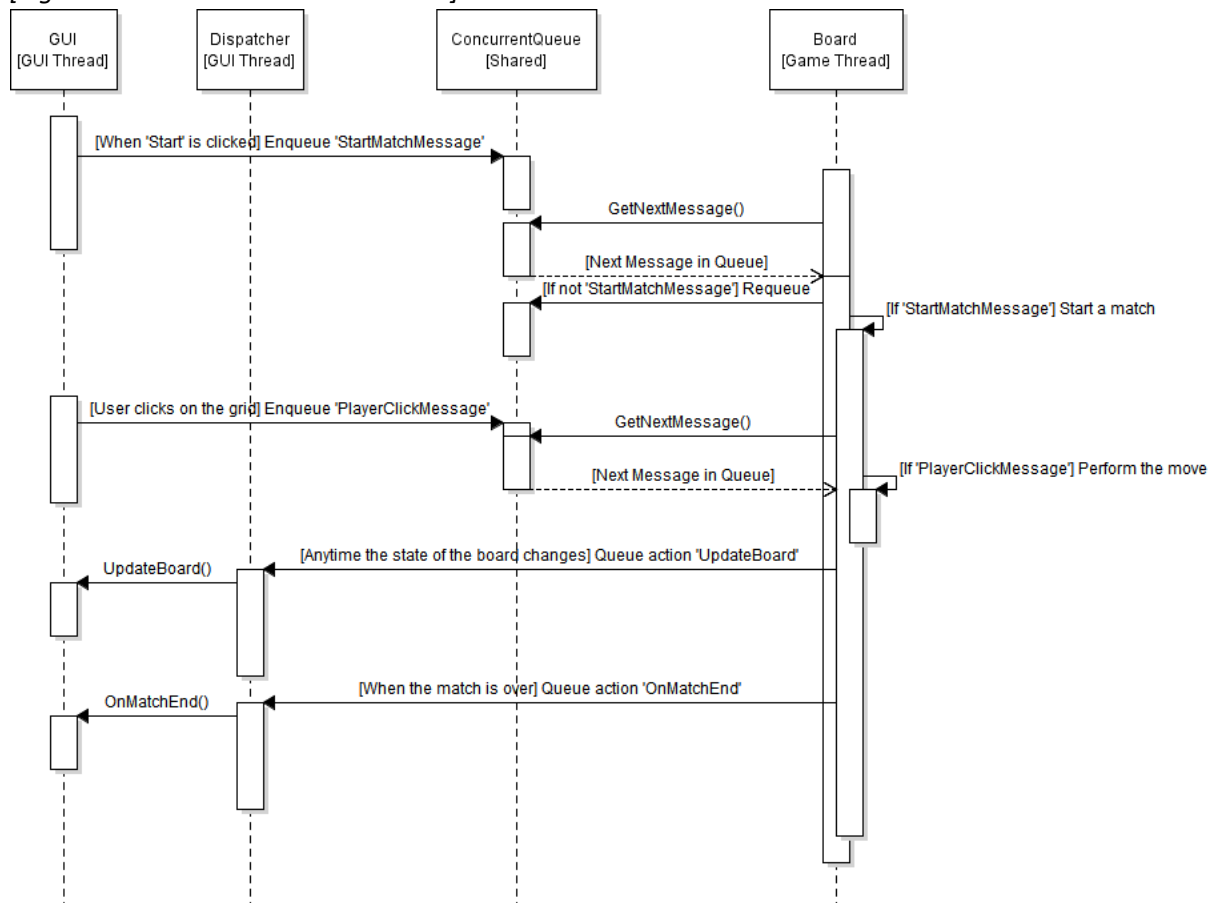 GUI
[GUI Thread]
Dispatcher
[GUI Thread]
ConcurrentQueue
[Shared]
Board
[Game Thread]
[When 'Start' is clicked] Enqueue 'StartMatchMessage'
GetNextMessage()
[Next Message in Queue]
[If not 'StartMatchMessage'] Requeue
[If 'StartMatchMessage'] Start a match
[User clicks on the grid] Enqueue 'PlayerClickMessage'
GetNextMessage()
[If 'PlayerClickMessage'] Perform the move
[Next Message in Queue]
[Anytime the state of the board changes] Queue action 'UpdateBoard'
UpdateBoard()
[When the match is over] Queue action 'OnMatchEnd'
OnMatchEnd()